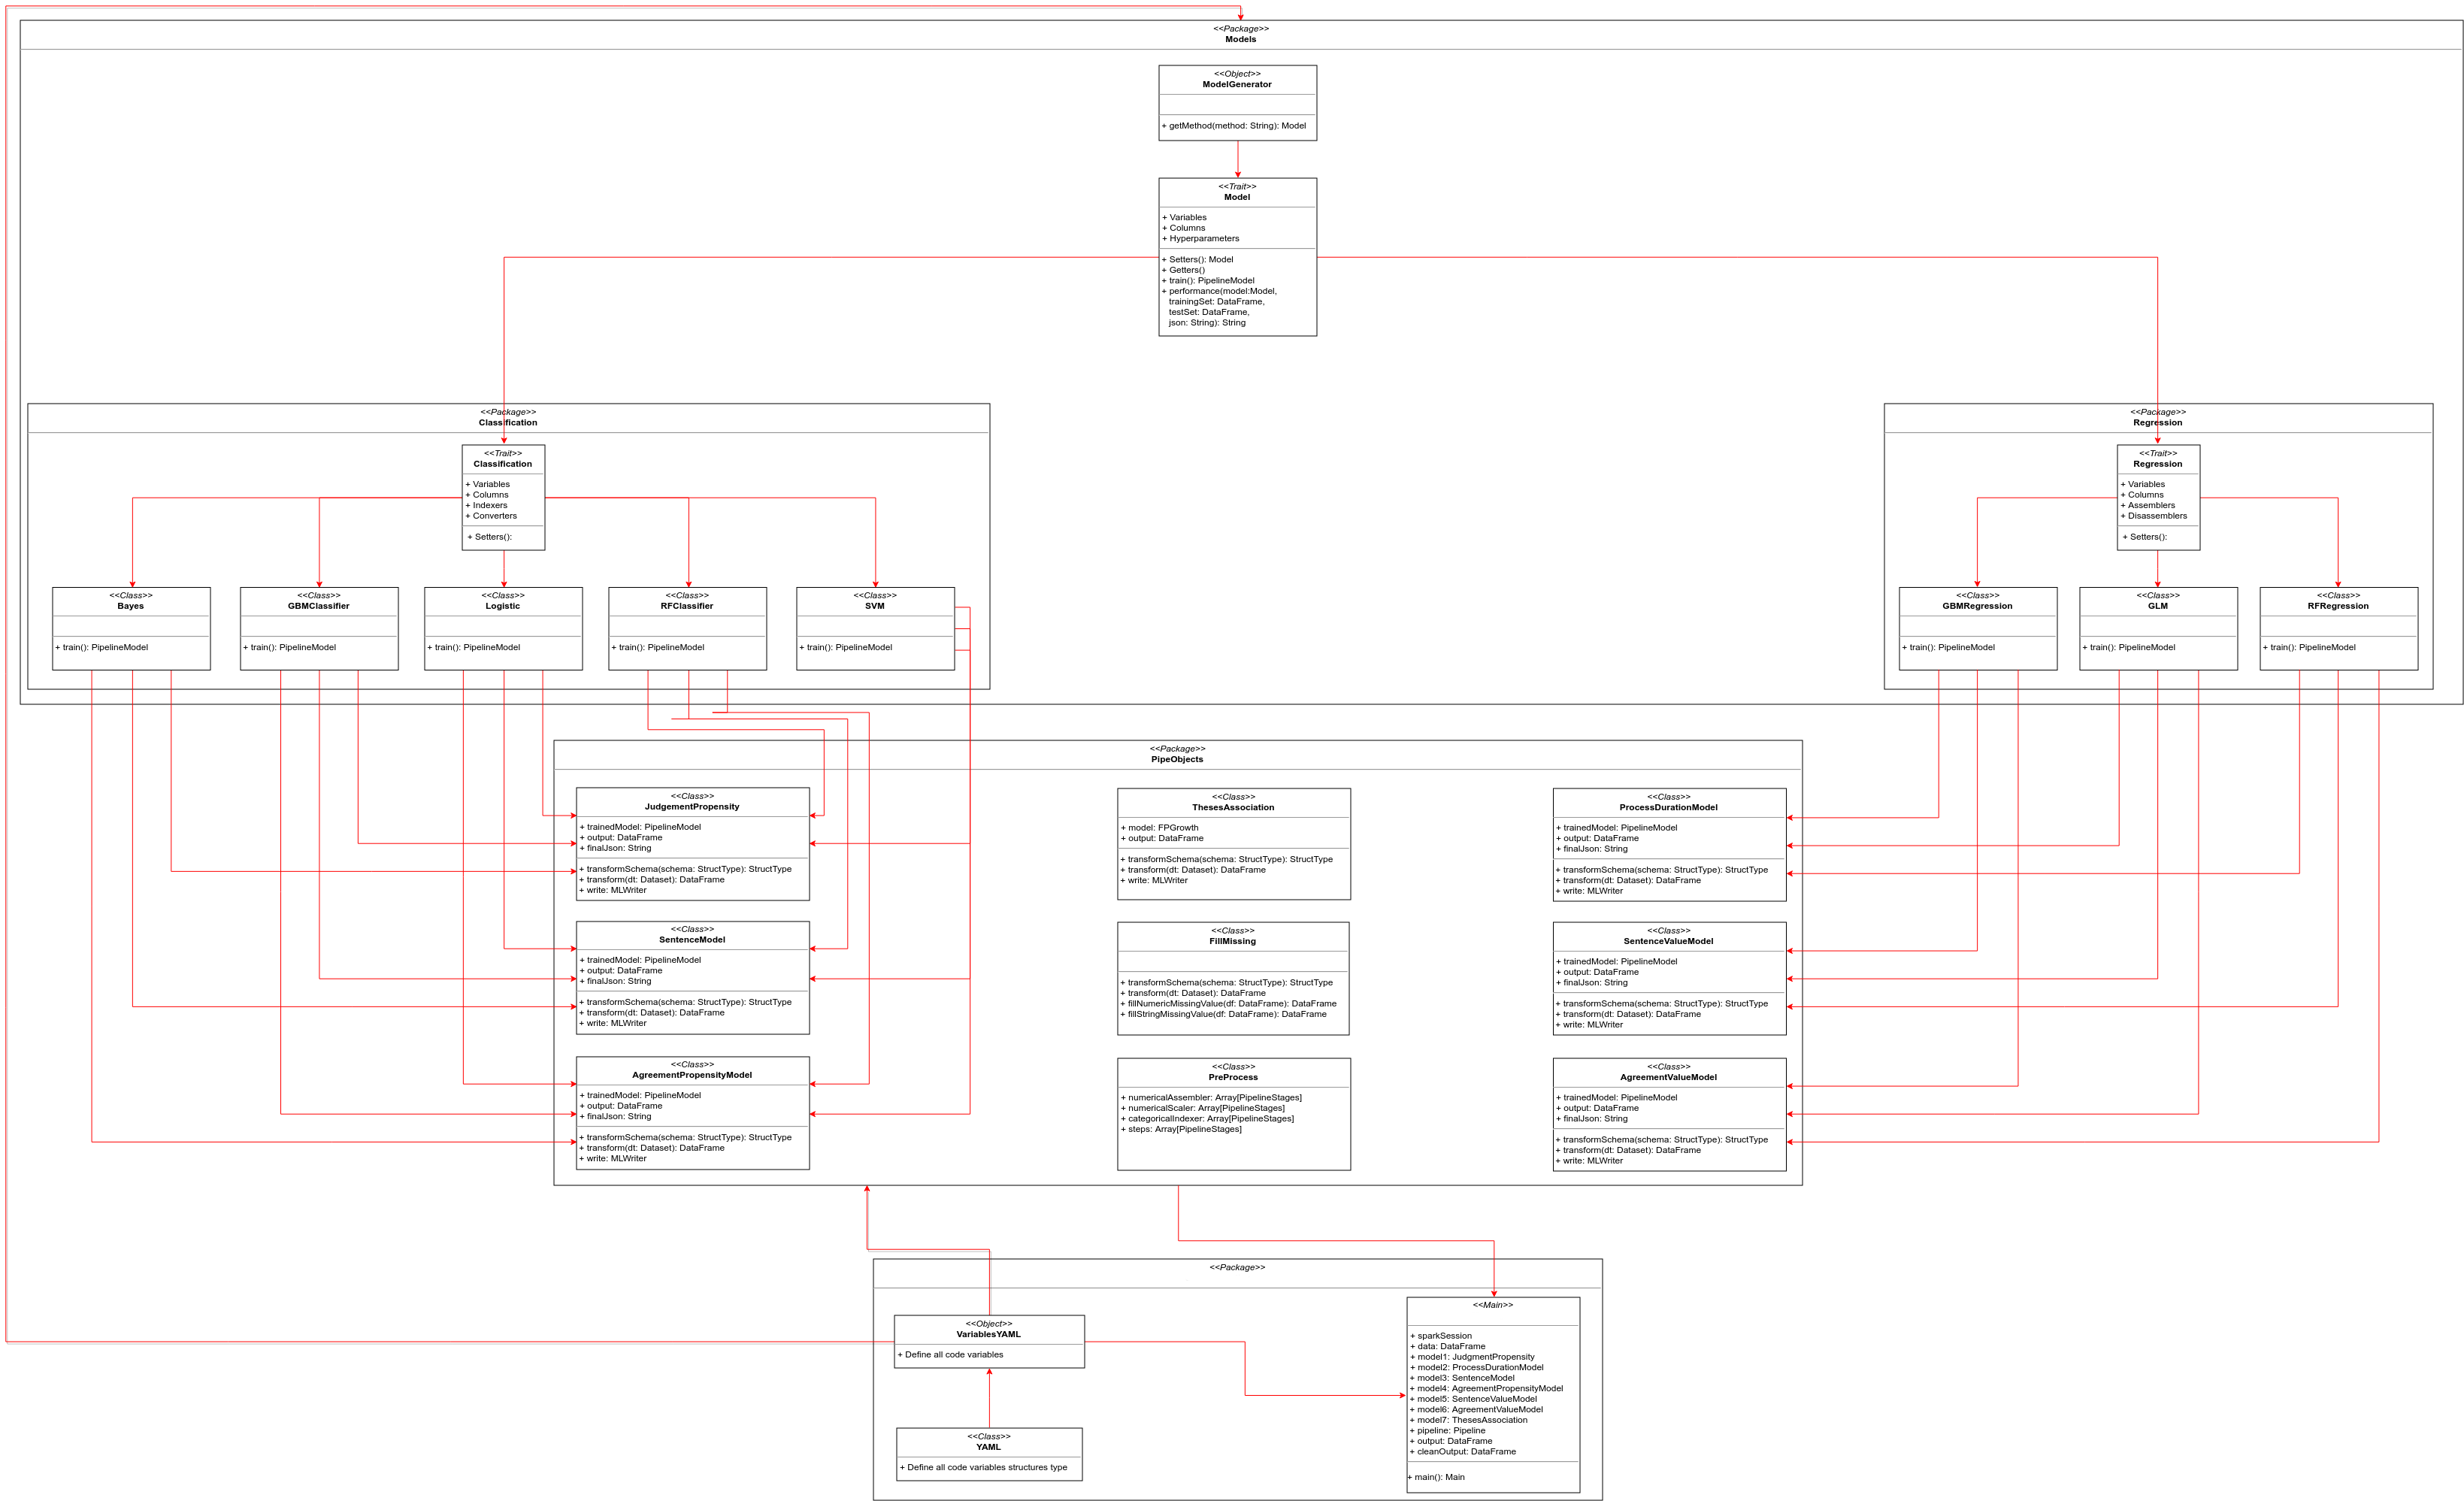 <<Package>>
Models
<<Object>>
ModelGenerator
+ getMethod(method: String): Model
<<Trait>>
Model
+ Variables
+ Columns
+ Hyperparameters
+ Setters(): Model
+ Getters()
+ train(): PipelineModel
+ performance(model:Model,
trainingSet: DataFrame,
testSet: DataFrame,
json: String): String
<<Package>>
Classification
<<Trait>>
Classification
+ Variables
+ Columns
+ Indexers
+ Converters
+ Setters():
<<Class>>
Bayes
+ train(): PipelineModel
<<Class>>
GBMClassifier
+ train(): PipelineModel
<<Class>>
Logistic
+ train(): PipelineModel
<<Class>>
RFClassifier
+ train(): PipelineModel
<<Class>>
SVM
+ train(): PipelineModel
<<Package>>
Regression
<<Trait>>
Regression
+ Variables
+ Columns
+ Assemblers
+ Disassemblers
+ Setters():
<<Class>>
GBMRegression
+ train(): PipelineModel
<<Class>>
GLM
+ train(): PipelineModel
<<Class>>
RFRegression
+ train(): PipelineModel
<<Package>>
PipeObjects
<<Class>>
JudgementPropensity
+ trainedModel: PipelineModel
+ output: DataFrame
+ finalJson: String
+ transformSchema(schema: StructType): StructType
+ transform(dt: Dataset): DataFrame
+ write: MLWriter
<<Class>>
ThesesAssociation
+ model: FPGrowth
+ output: DataFrame
+ transformSchema(schema: StructType): StructType
+ transform(dt: Dataset): DataFrame
+ write: MLWriter
<<Class>>
ProcessDurationModel
+ trainedModel: PipelineModel
+ output: DataFrame
+ finalJson: String
+ transformSchema(schema: StructType): StructType
+ transform(dt: Dataset): DataFrame
+ write: MLWriter
<<Class>>
SentenceModel
+ trainedModel: PipelineModel
+ output: DataFrame
+ finalJson: String
+ transformSchema(schema: StructType): StructType
+ transform(dt: Dataset): DataFrame
+ write: MLWriter
<<Class>>
FillMissing
+ transformSchema(schema: StructType): StructType
+ transform(dt: Dataset): DataFrame
+ fillNumericMissingValue(df: DataFrame): DataFrame
+ fillStringMissingValue(df: DataFrame): DataFrame
<<Class>>
SentenceValueModel
+ trainedModel: PipelineModel
+ output: DataFrame
+ finalJson: String
+ transformSchema(schema: StructType): StructType
+ transform(dt: Dataset): DataFrame
+ write: MLWriter
<<Class>>
AgreementPropensityModel
+ trainedModel: PipelineModel
+ output: DataFrame
+ finalJson: String
+ transformSchema(schema: StructType): StructType
+ transform(dt: Dataset): DataFrame
+ write: MLWriter
<<Class>>
PreProcess
+ numericalAssembler: Array[PipelineStages]
+ numericalScaler: Array[PipelineStages]
+ categoricalIndexer: Array[PipelineStages]
+ steps: Array[PipelineStages]
<<Class>>
AgreementValueModel
+ trainedModel: PipelineModel
+ output: DataFrame
+ finalJson: String
+ transformSchema(schema: StructType): StructType
+ transform(dt: Dataset): DataFrame
+ write: MLWriter
<<Package>>
<<Object>>
VariablesYAML
+ Define all code variables
<<Class>>
YAML
+ Define all code variables structures type
<<Main>>
+ sparkSession
+ data: DataFrame
+ model1: JudgmentPropensity
+ model2: ProcessDurationModel
+ model3: SentenceModel
+ model4: AgreementPropensityModel
+ model5: SentenceValueModel
+ model6: AgreementValueModel
+ model7: ThesesAssociation
+ pipeline: Pipeline
+ output: DataFrame
+ cleanOutput: DataFrame
+ main(): Main